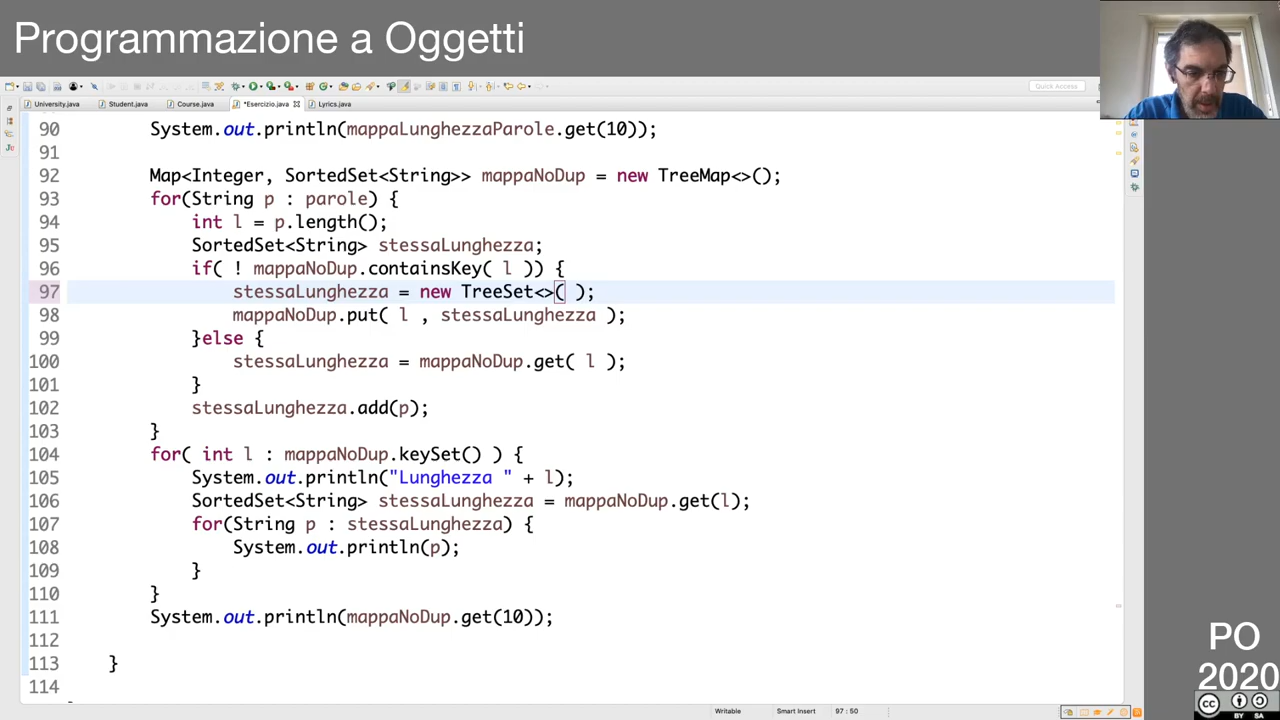 Programmazione a Oggetti
Quick Access
University.java Student.java Course.java *Esercizio.java Lyrics.java
90 System.out.println(mappaLunghezzaParole.get(10));
91
92 Map<Integer, SortedSet<String>> mappaNoDup = new TreeMap<>();
93 for(String p : parole) {
94 int l = p.length();
95 SortedSet<String> stessaLunghezza;
96 if( ! mappaNoDup.containsKey( l )) {
97 stessaLunghezza = new TreeSet<>( );
98 mappaNoDup.put( l , stessaLunghezza );
99 }else {
100 stessaLunghezza = mappaNoDup.get( l );
101 }
102 stessaLunghezza.add(p);
103 }
104 for( int l : mappaNoDup.keySet() ) {
105 System.out.println("Lunghezza " + l);
106 SortedSet<String> stessaLunghezza = mappaNoDup.get(l);
107 for(String p : stessaLunghezza) {
108 System.out.println(p);
109 }
110 }
111 System.out.println(mappaNoDup.get(10));
112
113 }
114
Writable Smart Insert 97 : 50
PO
2020
CC BY SA